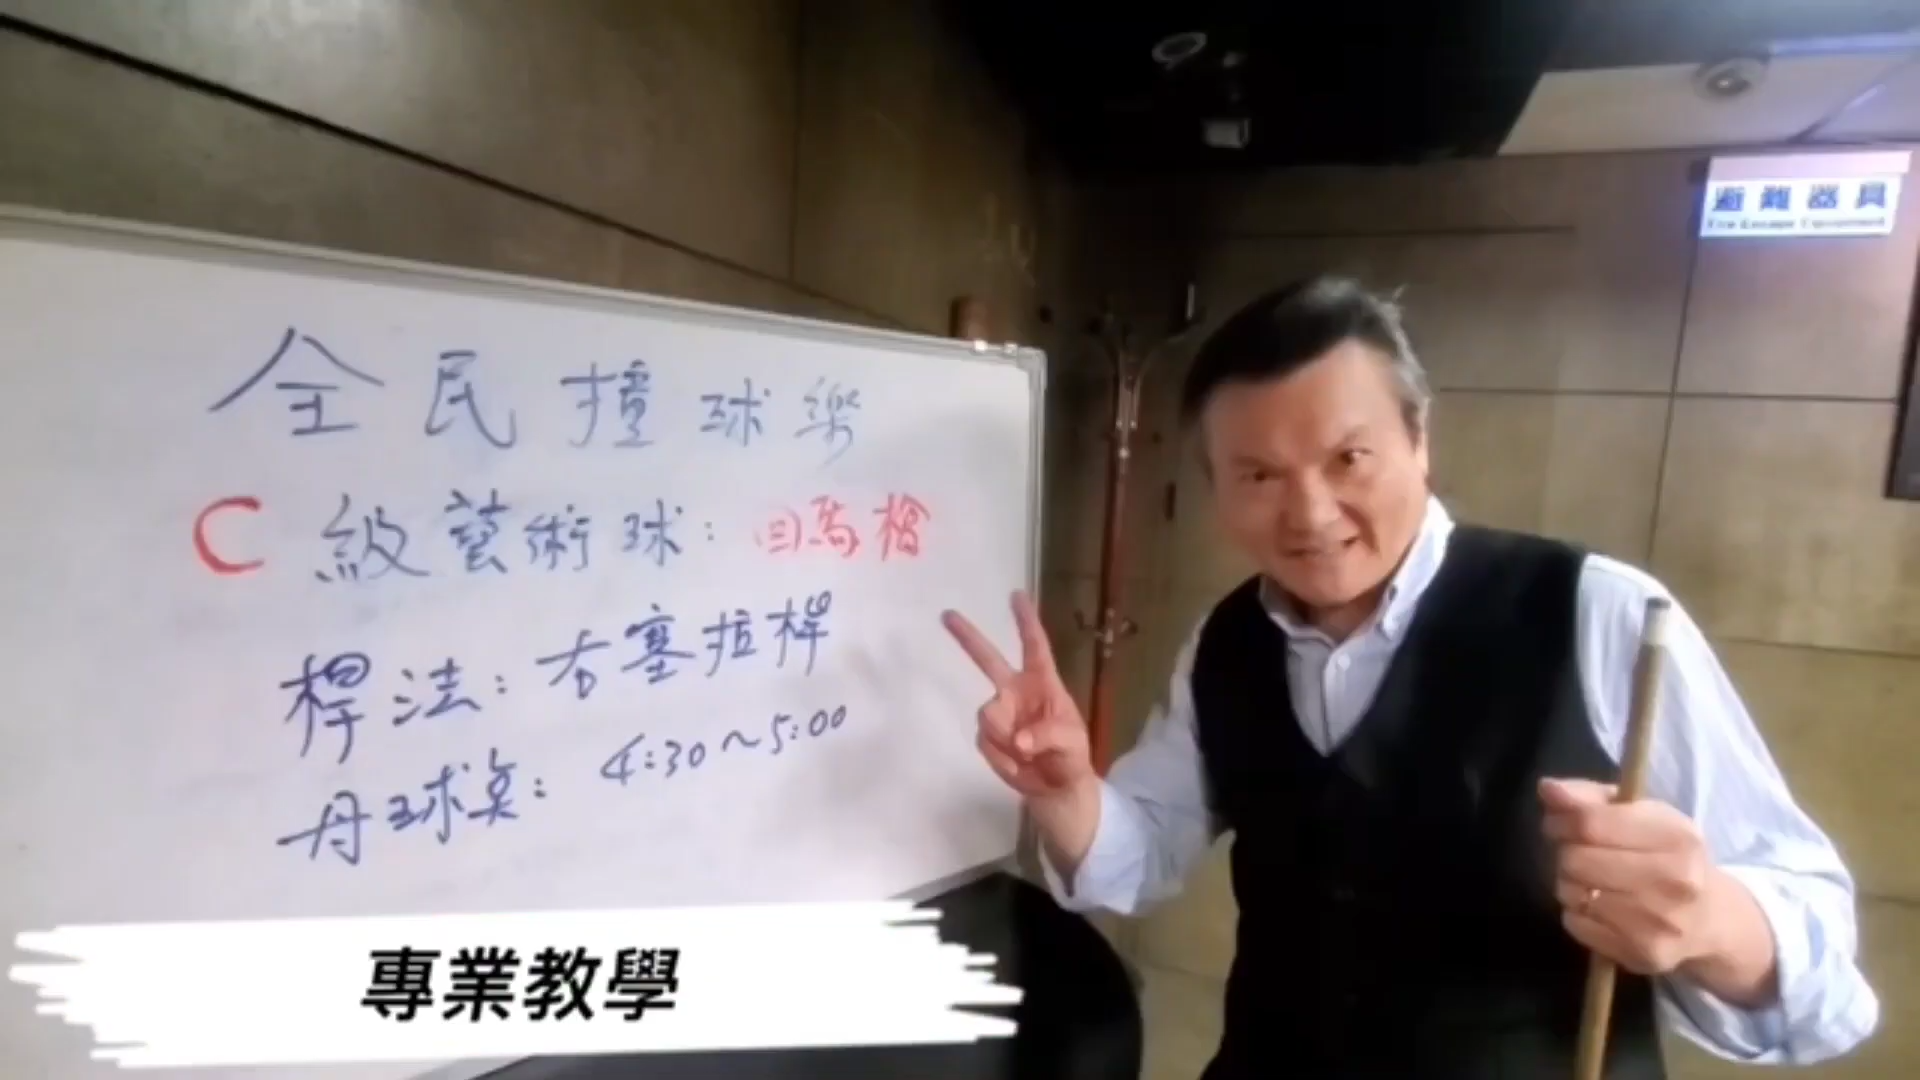 全民撞球樂
C 級藝術球：回馬槍
桿法：右塞拉桿
母球點：4:30～5:00
避難器具
專業教學